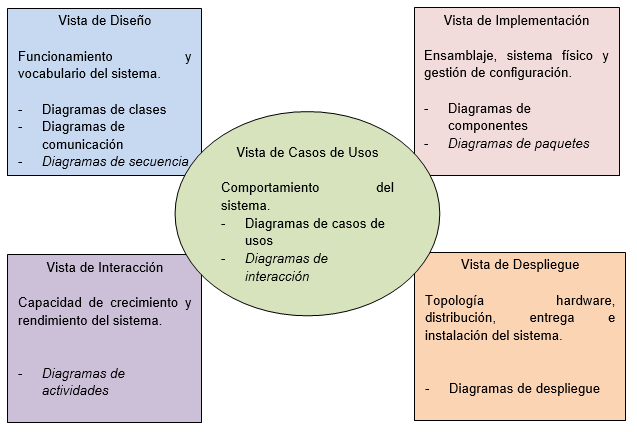 Vista de Diseño
Funcionamiento y
vocabulario del sistema.
- Diagramas de clases
- Diagramas de
comunicación
- Diagramas de secuencia
Vista de Implementación
Ensamblaje, sistema físico y
gestión de configuración.
- Diagramas de
componentes
- Diagramas de paquetes
Vista de Casos de Usos
Comportamiento del
sistema.
- Diagramas de casos de
usos
- Diagramas de
interacción
Vista de Interacción
Capacidad de crecimiento y
rendimiento del sistema.
- Diagramas de
actividades
Vista de Despliegue
Topología hardware,
distribución, entrega e
instalación del sistema.
- Diagramas de despliegue